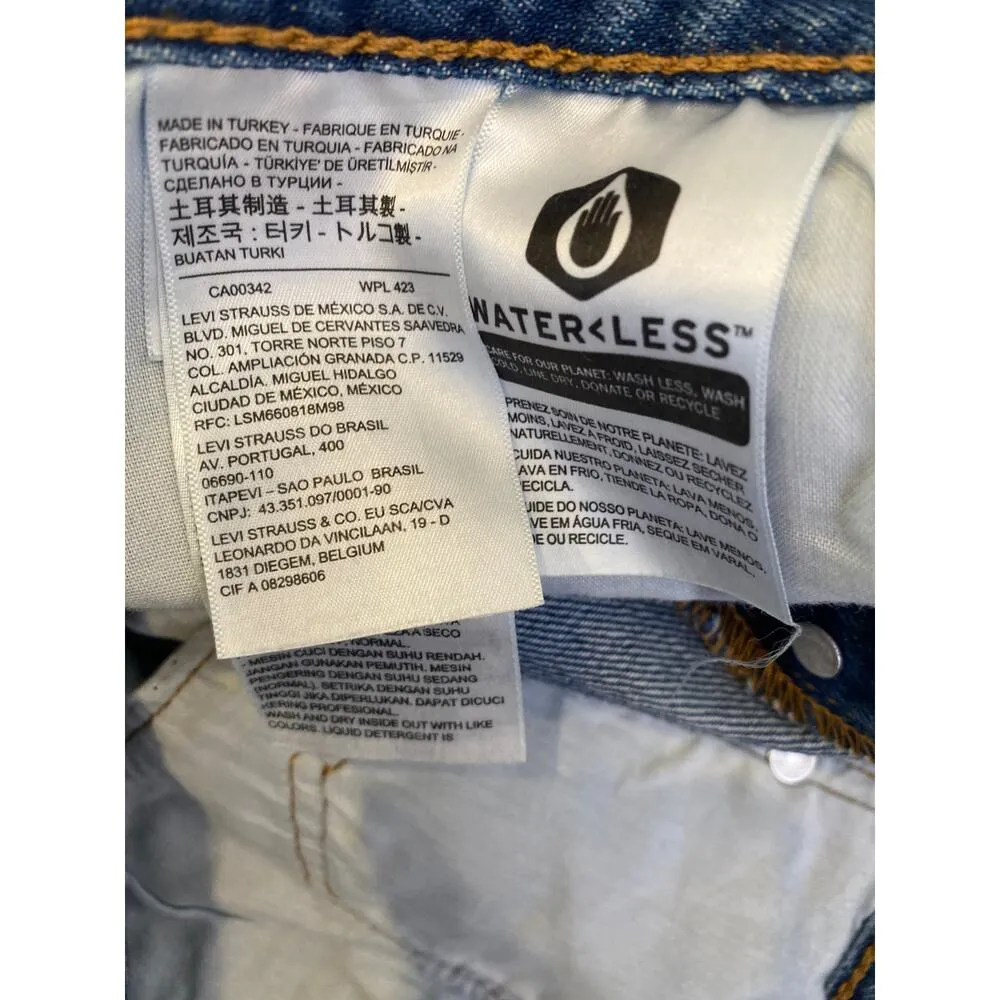 MADE IN TURKEY - FABRIQUE EN TURQUIE-
FABRICADO EN TURQUIA - FABRICADO NA
TURQUÍA - TÜRKİYE' DE ÜRETİLMİŞTİR-
СДЕЛАНО В ТУРЦИИ -
土耳其制造 - 土耳其製 -
제조국 : 터키 - トルコ製 -
BUATAN TURKI
CA00342 WPL 423
LEVI STRAUSS DE MÉXICO S.A. DE C.V.
BLVD. MIGUEL DE CERVANTES SAAVEDRA
NO. 301, TORRE NORTE PISO 7
COL. AMPLIACIÓN GRANADA C.P. 11529
ALCALDÍA. MIGUEL HIDALGO
CIUDAD DE MÉXICO, MÉXICO
RFC: LSM660818M98
LEVI STRAUSS DO BRASIL
AV. PORTUGAL, 400
06690-110
ITAPEVI – SAO PAULO BRASIL
CNPJ: 43.351.097/0001-90
LEVI STRAUSS & CO. EU SCA/CVA
LEONARDO DA VINCILAAN, 19 - D
1831 DIEGEM, BELGIUM
CIF A 08298606
WATER<LESS™
CARE FOR OUR PLANET: WASH LESS, WASH
COLD, LINE DRY, DONATE OR RECYCLE
PRENEZ SOIN DE NOTRE PLANETE: LAVEZ
MOINS, LAVEZ A FROID, LAISSEZ SECHER
NATURELLEMENT, DONNEZ OU RECYCLEZ
CUIDA NUESTRO PLANETA: LAVA MENOS,
AVA EN FRIO, TIENDE LA ROPA, DONA O
RECICLA.
UIDE DO NOSSO PLANETA: LAVE MENOS,
VE EM ÁGUA FRIA, SEQUE EM VARAL,
E OU RECICLE.
A SECO
NORMAL.
- MESIN CUCI DENGAN SUHU RENDAH.
JANGAN GUNAKAN PEMUTIH. MESIN
PENGERING DENGAN SUHU SEDANG
(NORMAL). SETRIKA DENGAN SUHU
TINGGI JIKA DIPERLUKAN. DAPAT DICUCI
KERING PROFESIONAL.
WASH AND DRY INSIDE OUT WITH LIKE
COLORS. LIQUID DETERGENT IS